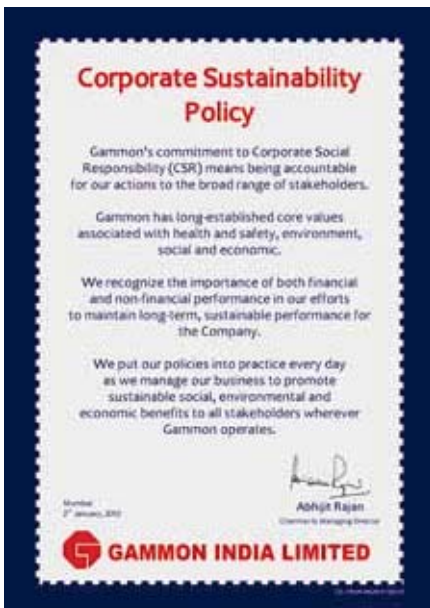 Corporate Sustainability
Policy
Gammon's commitment to Corporate Social
Responsibility (CSR) means being accountable
for our actions to the broad range of stakeholders.
Gammon has long-established core values
associated with health and safety, environment,
social and economic.
We recognize the importance of both financial
and non-financial performance in our efforts
to maintain long-term, sustainable performance for
the Company.
We put our policies into practice every day
as we manage our business to promote
sustainable social, environmental and
economic benefits to all stakeholders wherever
Gammon operates.
Mumbai
Abhijit Rajan
Chairman & Managing Director
GAMMON INDIA LIMITED